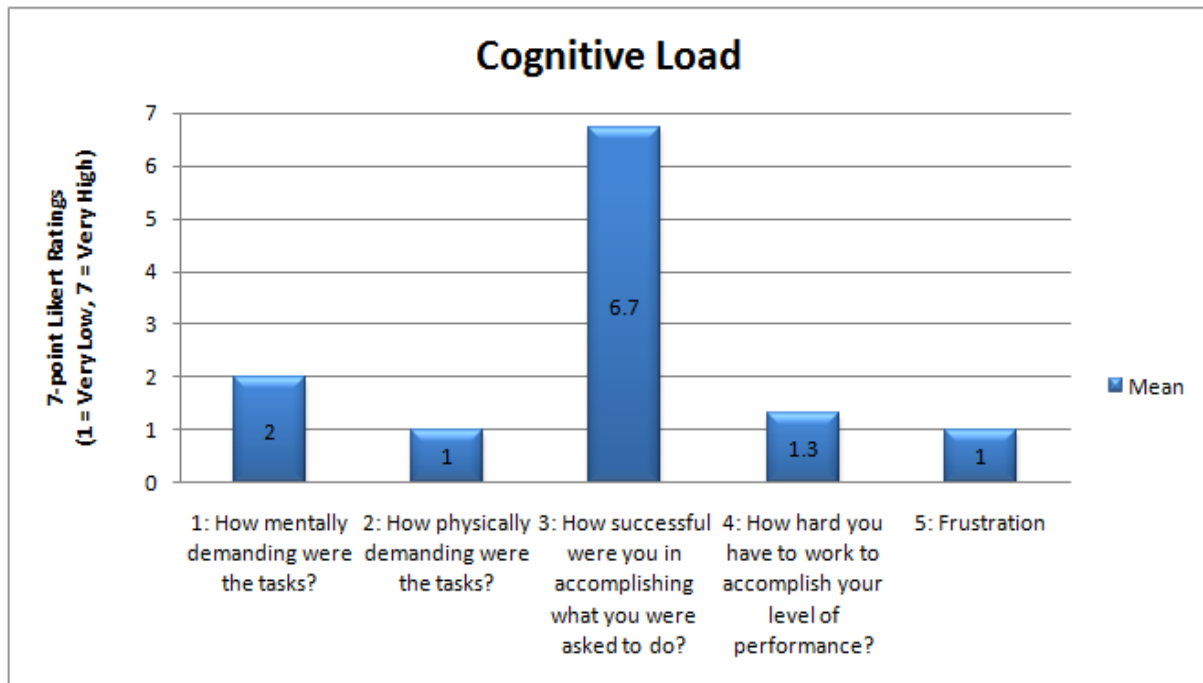 Cognitive Load
7-point Likert Ratings
(1 = Very Low, 7 = Very High)
7
6
5
4
3
2
1
0
2
1
6.7
1.3
1
Mean
1: How mentally
demanding were
the tasks?
2: How physically
demanding were
the tasks?
3: How successful
were you in
accomplishing
what you were
asked to do?
4: How hard you
have to work to
accomplish your
level of
performance?
5: Frustration